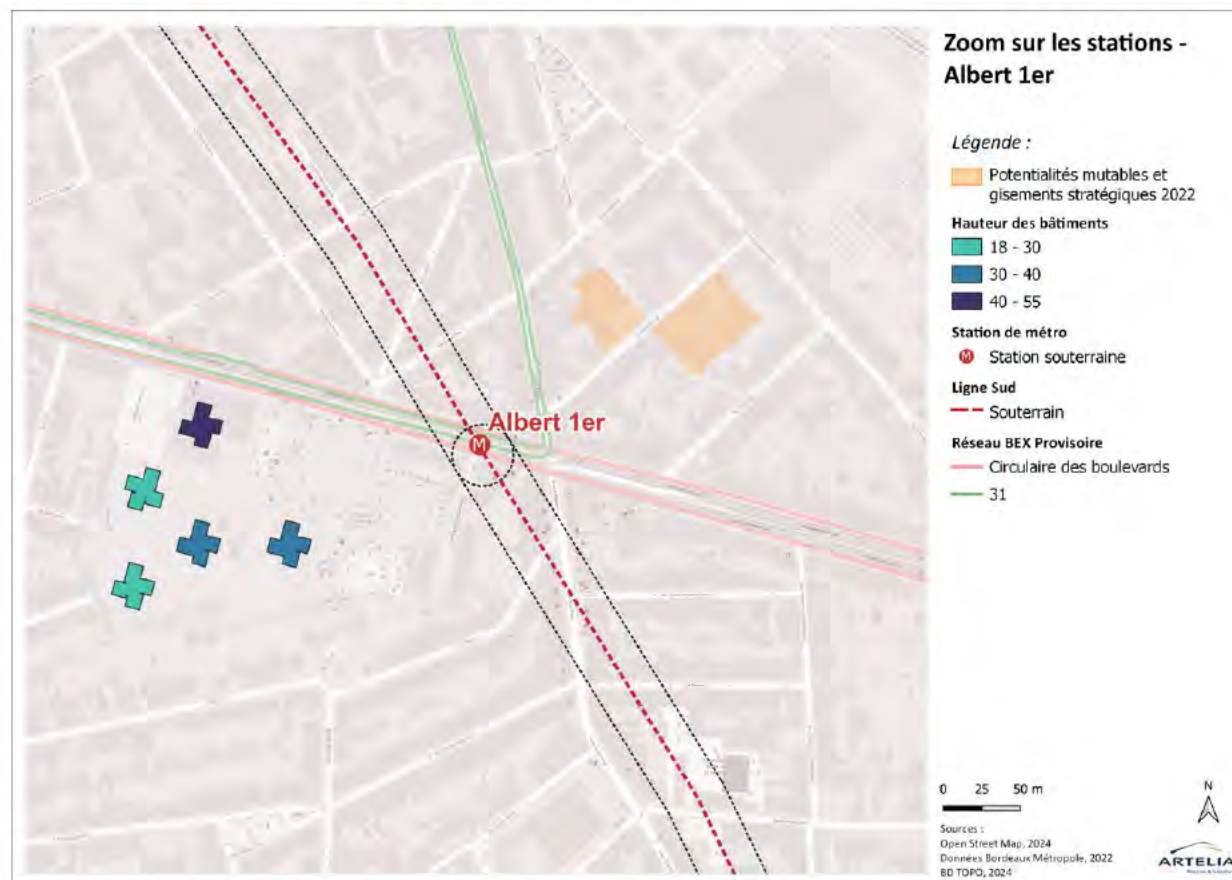 Zoom sur les stations -
Albert 1er
Légende :
Potentialités mutables et
gisements stratégiques 2022
Hauteur des bâtiments
18 - 30
30 - 40
40 - 55
Station de métro
M Station souterraine
Ligne Sud
Souterrain
Réseau BEX Provisoire
Circulaire des boulevards
31
Albert 1er
M
0 25 50 m
N
Sources :
Open Street Map, 2024
Données Bordeaux Métropole, 2022
BD TOPO, 2024
ARTELIA